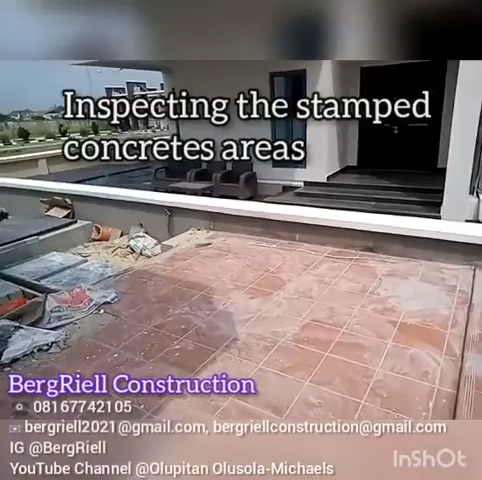 Inspecting the stamped
concretes areas
BergRiell Construction
08167742105
bergriell2021@gmail.com, bergriellconstruction@gmail.com
IG @BergRiell
YouTube Channel @Olupitan Olusola-Michaels
InShOt